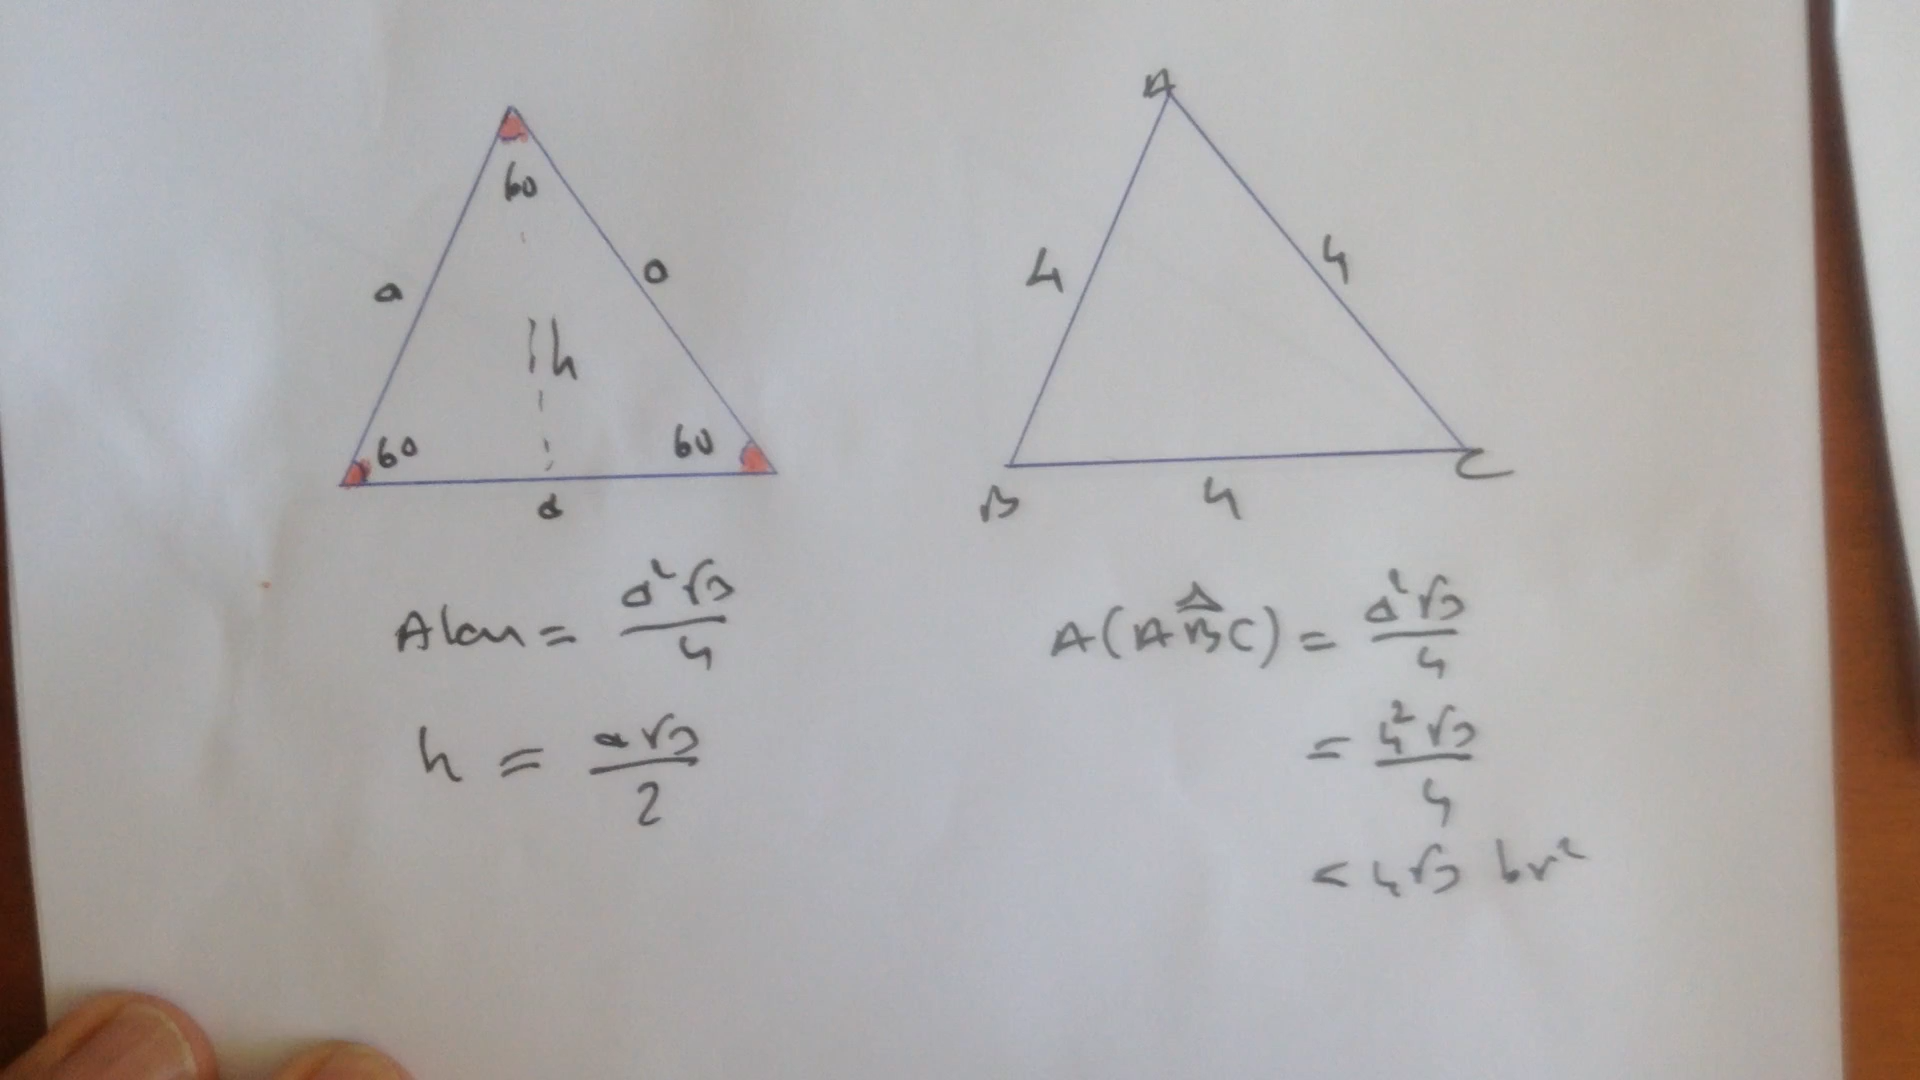 60
a
a
h
60
60
a
Alan = a²√3/4
h = a√3/2
A
4
4
B
4
C
A(ABC) = a²√3/4
= 4²√3/4
= 4√3 br²